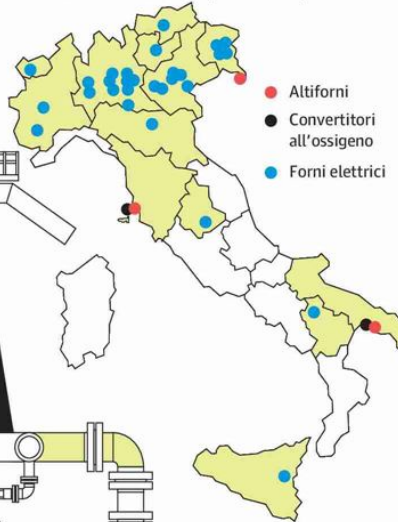 Altiforni
Convertitori
all'ossigeno
Forni elettrici